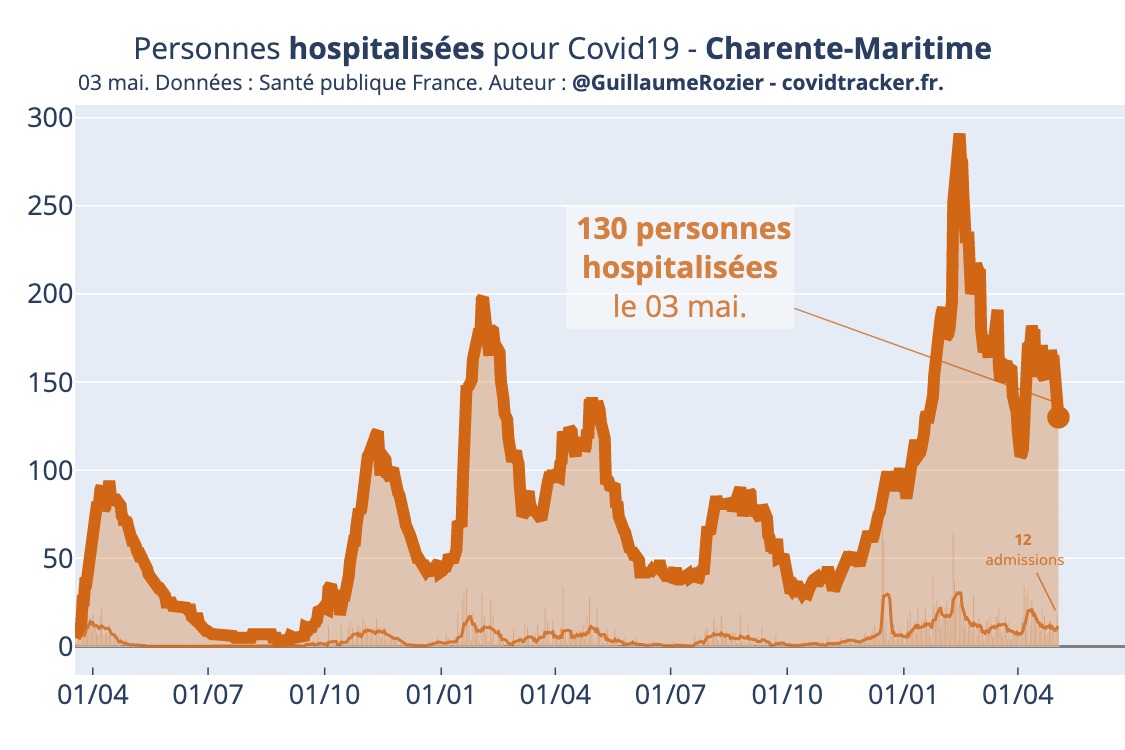 Personnes hospitalisées pour Covid19 - Charente-Maritime
03 mai. Données : Santé publique France. Auteur : @GuillaumeRozier - covidtracker.fr.
300
250
200
150
100
50
0
130 personnes
hospitalisées
le 03 mai.
12
admissions
01/04 01/07 01/10 01/01 01/04 01/07 01/10 01/01 01/04